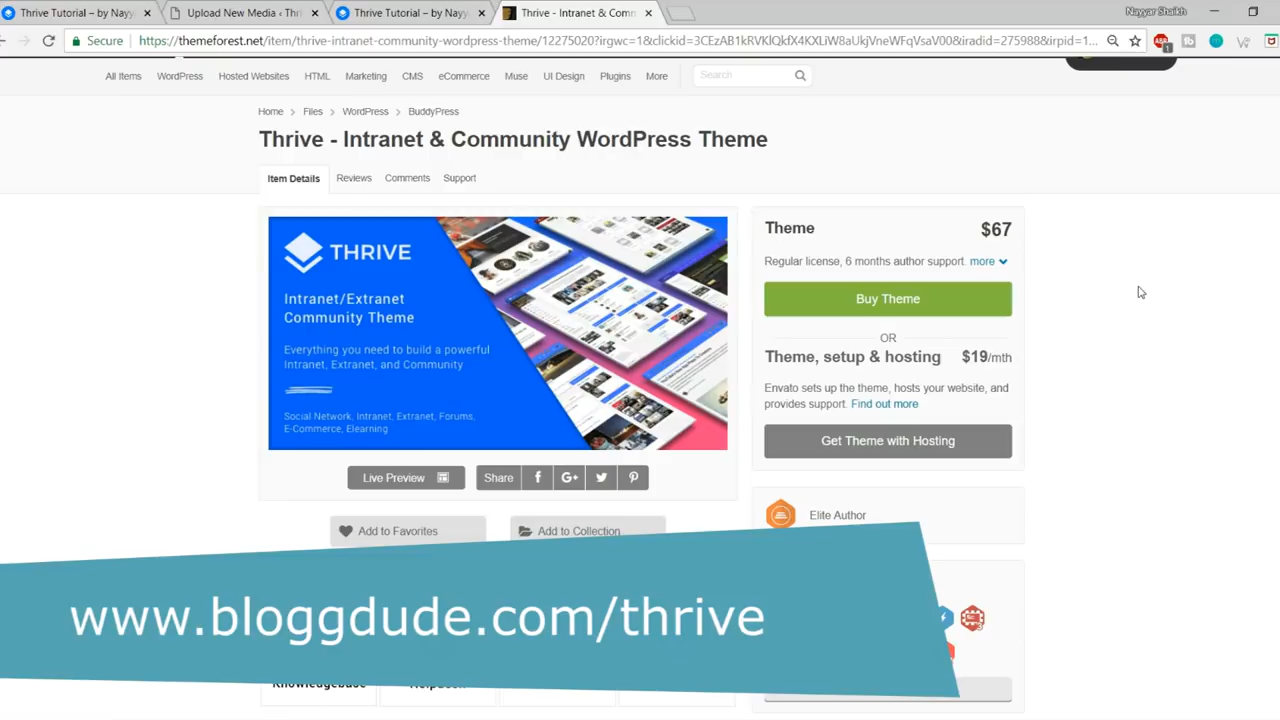 Thrive Tutorial – by Nayy
Upload New Media ‹ Thri
Thrive Tutorial – by Nayy
Thrive - Intranet & Comm
Nayyar Shaikh
Secure
https://themeforest.net/item/thrive-intranet-community-wordpress-theme/12275020?irgwc=1&clickid=3CEzAB1kRVKlQkfX4KXLiW8aUkjVneWFqVsaV00&iradid=275988&irpid=1...
All Items
WordPress
Hosted Websites
HTML
Marketing
CMS
eCommerce
Muse
UI Design
Plugins
More
Search
Home > Files > WordPress > BuddyPress
Thrive - Intranet & Community WordPress Theme
Item Details
Reviews
Comments
Support
THRIVE
Intranet/Extranet
Community Theme
Everything you need to build a powerful
Intranet, Extranet, and Community
Social Network, Intranet, Extranet, Forums,
E-Commerce, Elearning
Live Preview
Share
Add to Favorites
Add to Collection
Theme $67
Regular license, 6 months author support. more
Buy Theme
OR
Theme, setup & hosting $19/mth
Envato sets up the theme, hosts your website, and
provides support. Find out more
Get Theme with Hosting
Elite Author
www.bloggdude.com/thrive